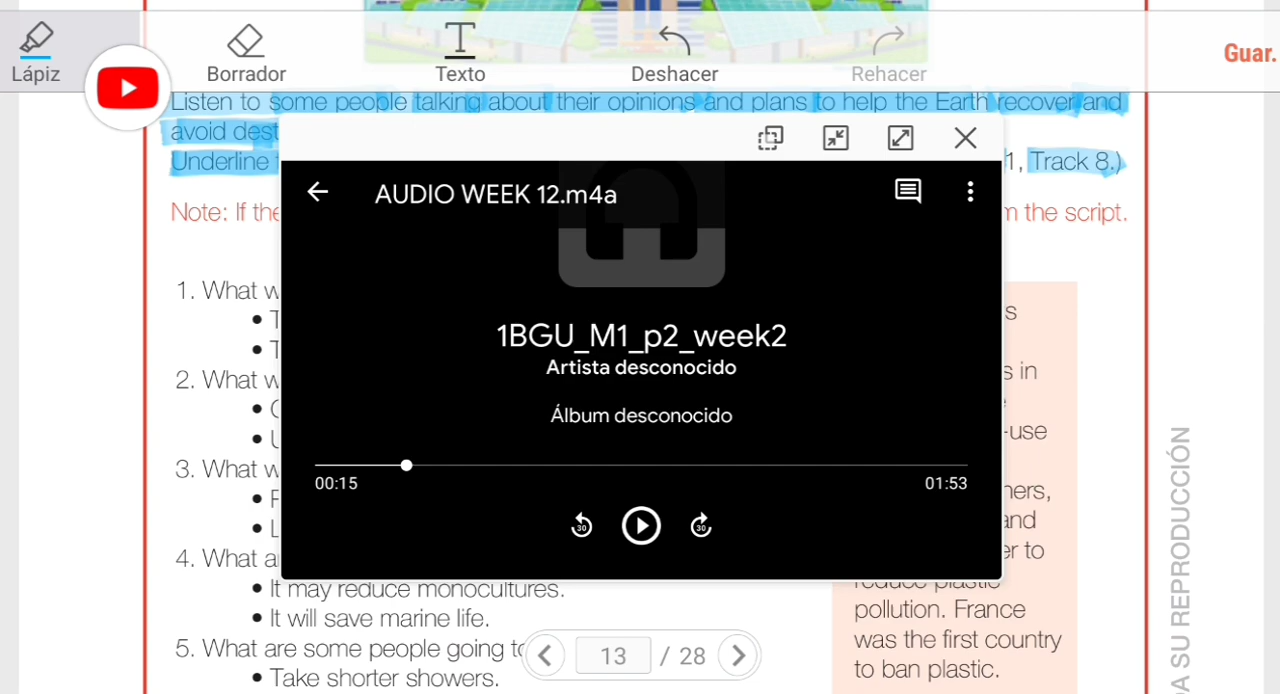 Lápiz
Borrador
Texto
Deshacer
Rehacer
Guar.
Listen to some people talking about their opinions and plans to help the Earth recover and
avoid dest
Underline
1, Track 8.)
AUDIO WEEK 12.m4a
Note: If the
m the script.
1BGU_M1_p2_week2
Artista desconocido
Álbum desconocido
00:15
01:53
30
30
1. What w
• T
• T
2. What w
•
•
3. What w
•
• L
4. What a
• It may reduce monocultures.
• It will save marine life.
5. What are some people going to
• Take shorter showers.
s
s in
-use
ners,
and
er to
reduce plastic
pollution. France
was the first country
to ban plastic.
13 / 28
A SU REPRODUCCIÓN